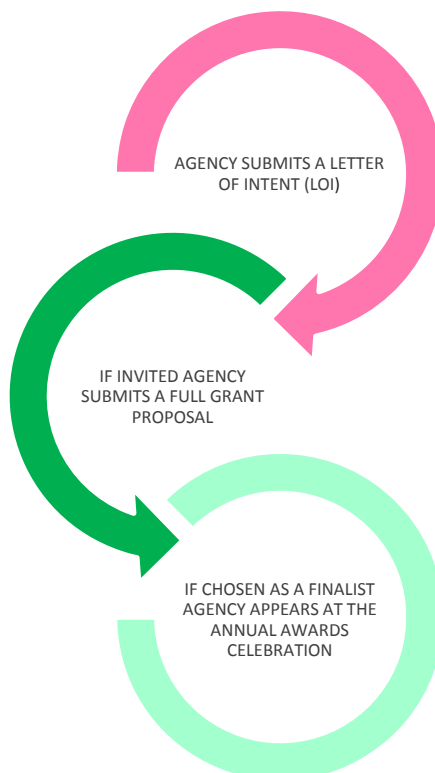 AGENCY SUBMITS A LETTER
OF INTENT (LOI)
IF INVITED AGENCY
SUBMITS A FULL GRANT
PROPOSAL
IF CHOSEN AS A FINALIST
AGENCY APPEARS AT THE
ANNUAL AWARDS
CELEBRATION